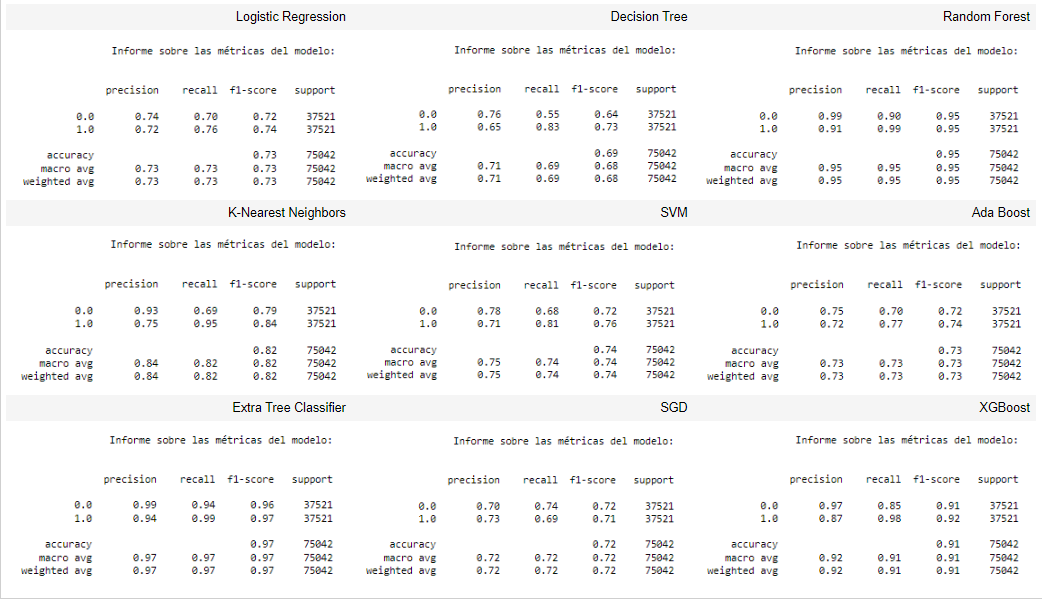 Logistic Regression Decision Tree Random Forest
Informe sobre las métricas del modelo: Informe sobre las métricas del modelo: Informe sobre las métricas del modelo:
precision recall f1-score support precision recall f1-score support precision recall f1-score support
0.0 0.74 0.70 0.72 37521 0.0 0.76 0.55 0.64 37521 0.0 0.99 0.90 0.95 37521
1.0 0.72 0.76 0.74 37521 1.0 0.65 0.83 0.73 37521 1.0 0.91 0.99 0.95 37521
accuracy 0.73 75042 accuracy 0.69 75042 accuracy 0.95 75042
macro avg 0.73 0.73 0.73 75042 macro avg 0.71 0.69 0.68 75042 macro avg 0.95 0.95 0.95 75042
weighted avg 0.73 0.73 0.73 75042 weighted avg 0.71 0.69 0.68 75042 weighted avg 0.95 0.95 0.95 75042
K-Nearest Neighbors SVM Ada Boost
Informe sobre las métricas del modelo: Informe sobre las métricas del modelo: Informe sobre las métricas del modelo:
precision recall f1-score support precision recall f1-score support precision recall f1-score support
0.0 0.93 0.69 0.79 37521 0.0 0.78 0.68 0.72 37521 0.0 0.75 0.70 0.72 37521
1.0 0.75 0.95 0.84 37521 1.0 0.71 0.81 0.76 37521 1.0 0.72 0.77 0.74 37521
accuracy 0.82 75042 accuracy 0.74 75042 accuracy 0.73 75042
macro avg 0.84 0.82 0.82 75042 macro avg 0.75 0.74 0.74 75042 macro avg 0.73 0.73 0.73 75042
weighted avg 0.84 0.82 0.82 75042 weighted avg 0.75 0.74 0.74 75042 weighted avg 0.73 0.73 0.73 75042
Extra Tree Classifier SGD XGBoost
Informe sobre las métricas del modelo: Informe sobre las métricas del modelo: Informe sobre las métricas del modelo:
precision recall f1-score support precision recall f1-score support precision recall f1-score support
0.0 0.99 0.94 0.96 37521 0.0 0.70 0.74 0.72 37521 0.0 0.97 0.85 0.91 37521
1.0 0.94 0.99 0.97 37521 1.0 0.73 0.69 0.71 37521 1.0 0.87 0.98 0.92 37521
accuracy 0.97 75042 accuracy 0.72 75042 accuracy 0.91 75042
macro avg 0.97 0.97 0.97 75042 macro avg 0.72 0.72 0.72 75042 macro avg 0.92 0.91 0.91 75042
weighted avg 0.97 0.97 0.97 75042 weighted avg 0.72 0.72 0.72 75042 weighted avg 0.92 0.91 0.91 75042